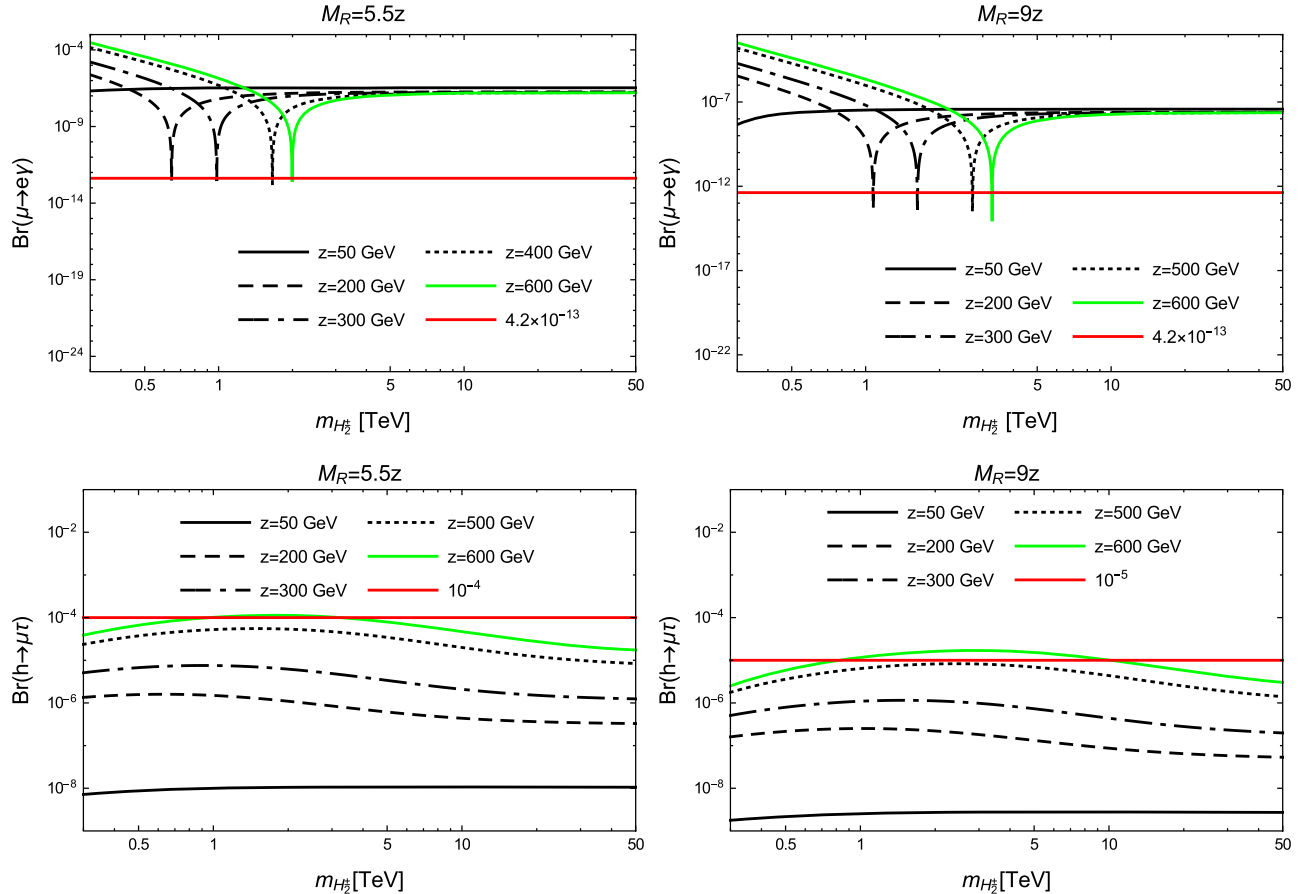 M_R=5.5z
Br(μ→eγ)
10^-4
10^-9
10^-14
10^-19
10^-24
z=50 GeV
z=400 GeV
z=200 GeV
z=600 GeV
z=300 GeV
4.2×10^-13
0.5
1
5
10
50
m_{H_2^±} [TeV]
M_R=9z
Br(μ→eγ)
10^-7
10^-12
10^-17
10^-22
z=50 GeV
z=500 GeV
z=200 GeV
z=600 GeV
z=300 GeV
4.2×10^-13
0.5
1
5
10
50
m_{H_2^±} [TeV]
M_R=5.5z
Br(h→μτ)
10^-2
10^-4
10^-6
10^-8
z=50 GeV
z=500 GeV
z=200 GeV
z=600 GeV
z=300 GeV
10^-4
0.5
1
5
10
50
m_{H_2^±}[TeV]
M_R=9z
Br(h→μτ)
10^-2
10^-4
10^-6
10^-8
z=50 GeV
z=500 GeV
z=200 GeV
z=600 GeV
z=300 GeV
10^-5
0.5
1
5
10
50
m_{H_2^±}[TeV]